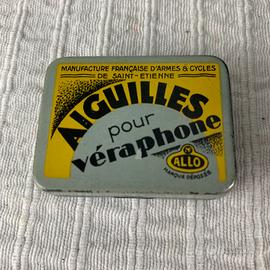 MANUFACTURE FRANÇAISE D'ARMES & CYCLES
DE SAINT-ETIENNE
AIGUILLES
pour
véraphone
ALLO
MARQUE DÉPOSÉE